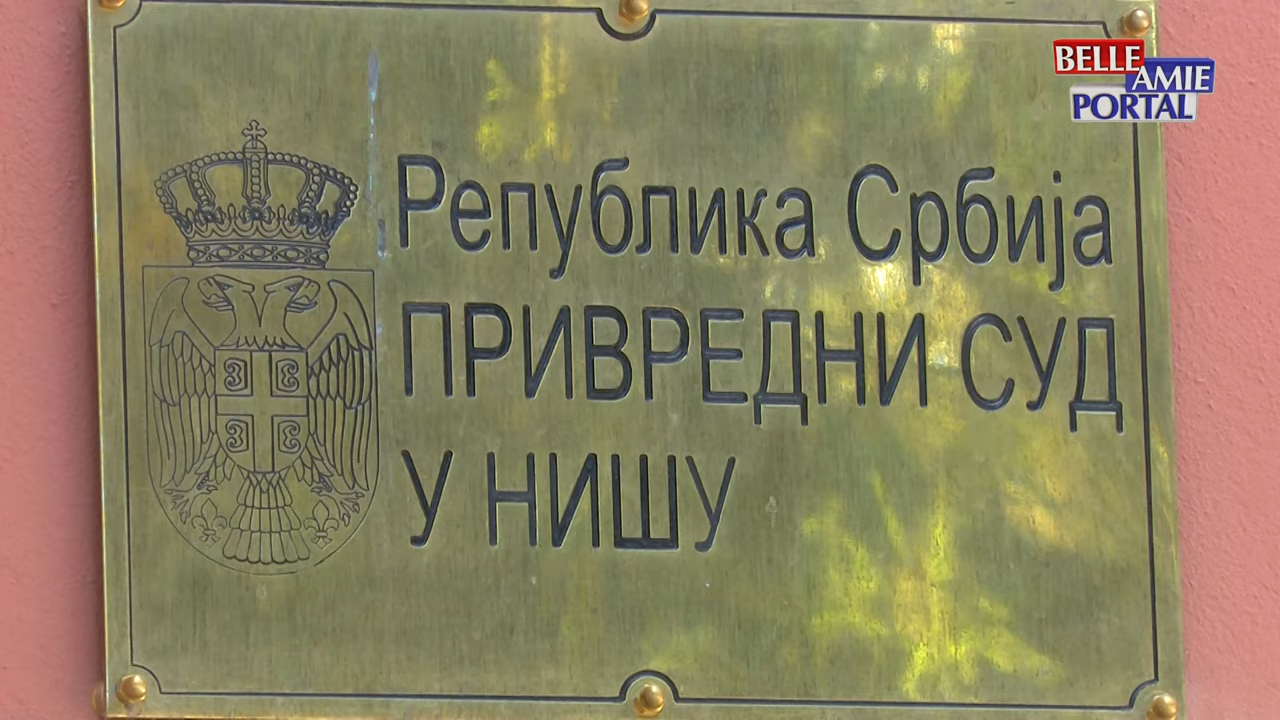 BELLE
AMIE
PORTAL
Република Србија
ПРИВРЕДНИ СУД
У НИШУ